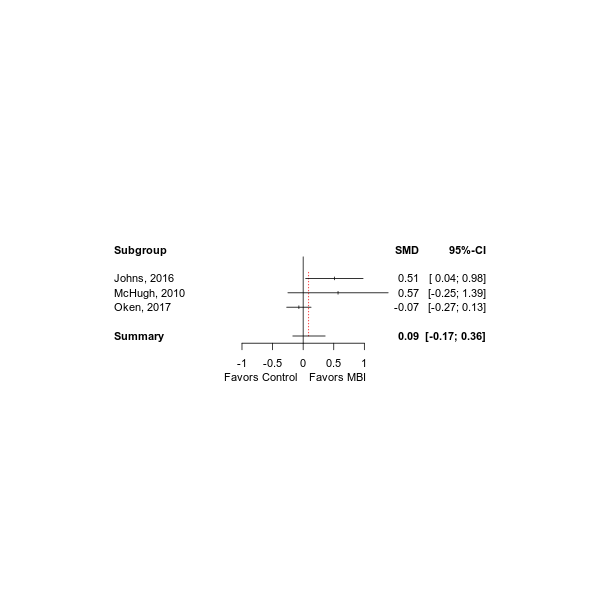 Subgroup SMD 95%-CI
Johns, 2016 0.51 [ 0.04; 0.98]
McHugh, 2010 0.57 [-0.25; 1.39]
Oken, 2017 -0.07 [-0.27; 0.13]
Summary 0.09 [-0.17; 0.36]
-1 -0.5 0 0.5 1
Favors Control Favors MBI